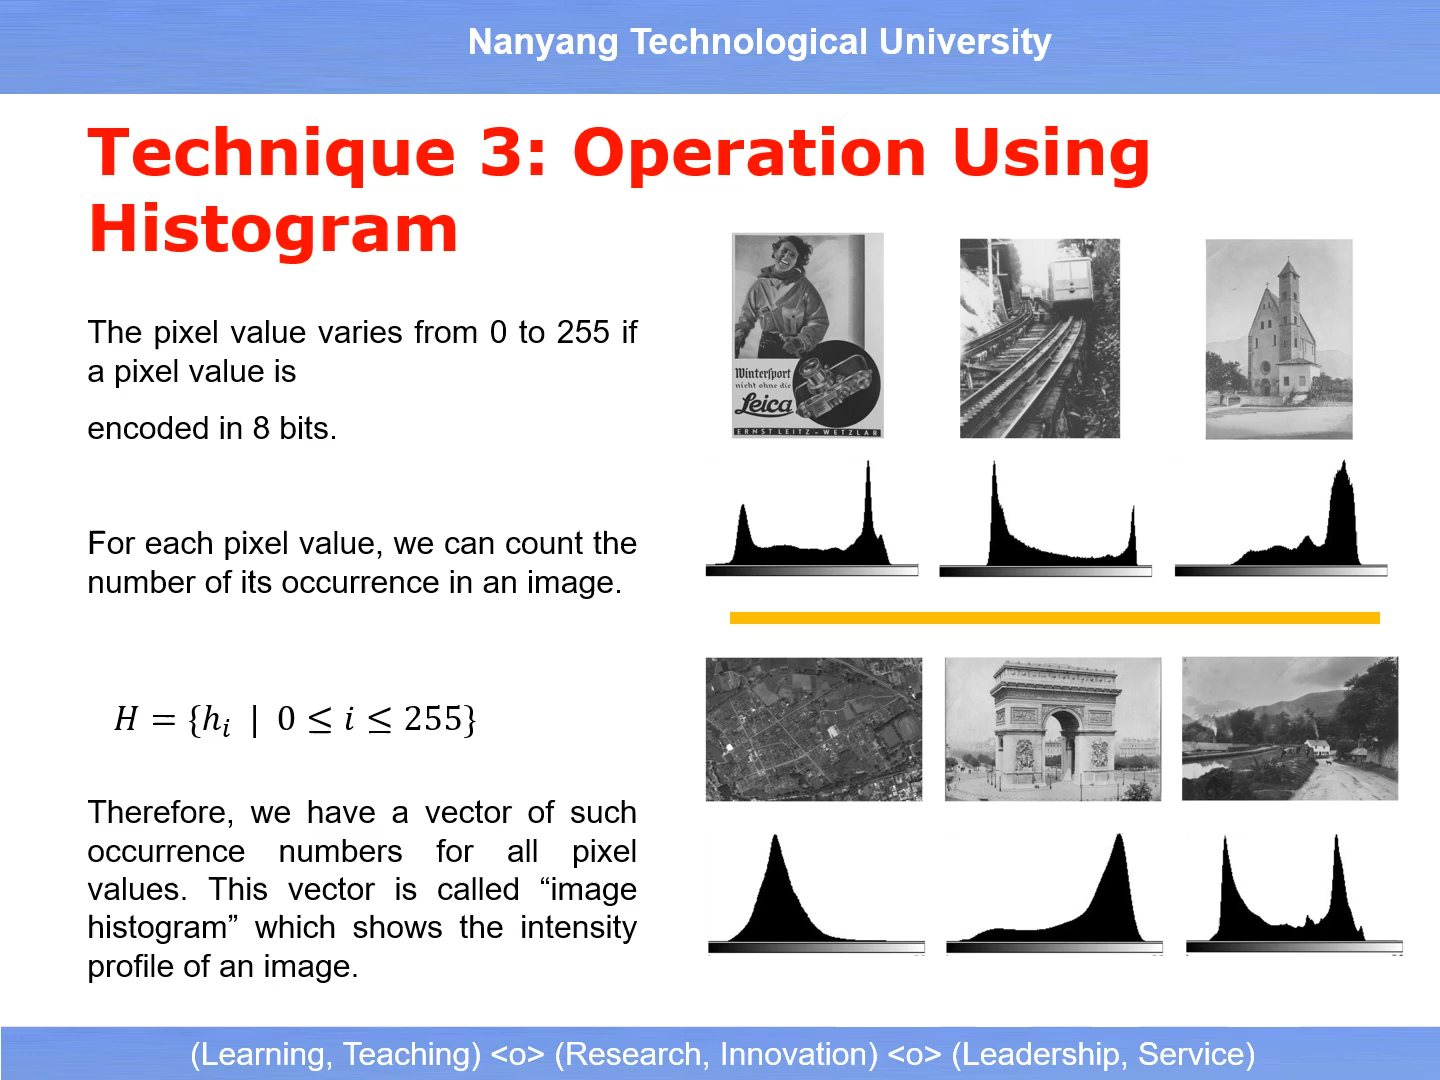 Nanyang Technological University
Technique 3: Operation Using
Histogram
The pixel value varies from 0 to 255 if
a pixel value is
encoded in 8 bits.
For each pixel value, we can count the
number of its occurrence in an image.
H = {hᵢ | 0 ≤ i ≤ 255}
Therefore, we have a vector of such
occurrence numbers for all pixel
values. This vector is called “image
histogram” which shows the intensity
profile of an image.
Wintersport
nicht ohne die
Leica
ERNST LEITZ - WETZLAR
(Learning, Teaching) <o> (Research, Innovation) <o> (Leadership, Service)